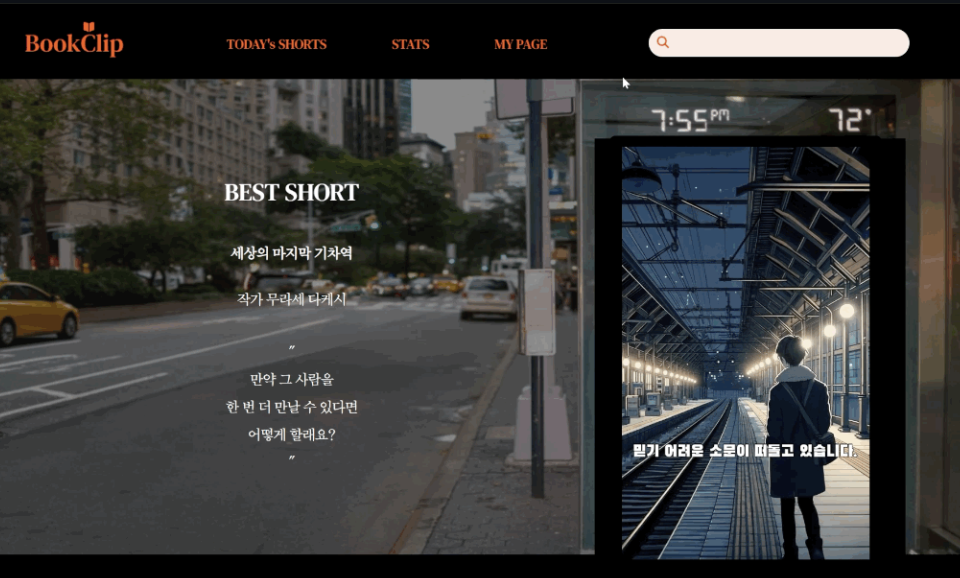 BookClip
TODAY's SHORTS
STATS
MY PAGE
7:55PM
72°
BEST SHORT
세상의 마지막 기차역
작가 무라세 다케시
"
만약 그 사람을
한 번 더 만날 수 있다면
어떻게 할래요?
"
믿기 어려운 소문이 떠돌고 있습니다.